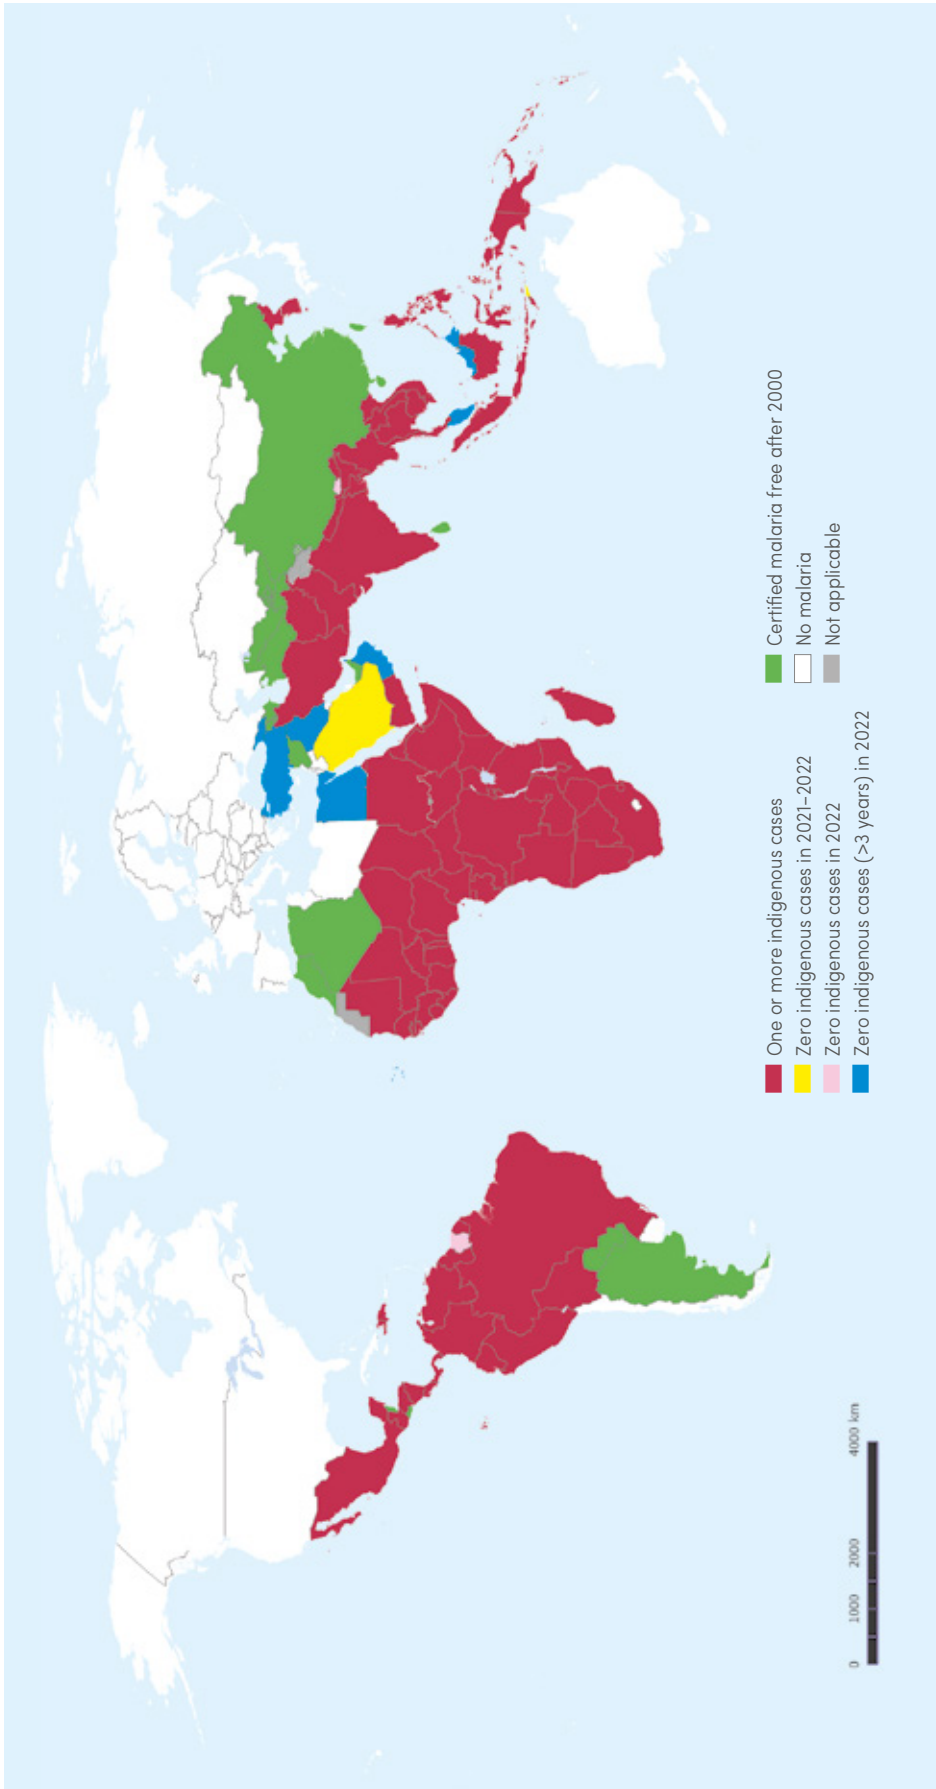 One or more indigenous cases
Zero indigenous cases in 2021–2022
Zero indigenous cases in 2022
Zero indigenous cases (>3 years) in 2022
Certified malaria free after 2000
No malaria
Not applicable
0 1000 2000 4000 km